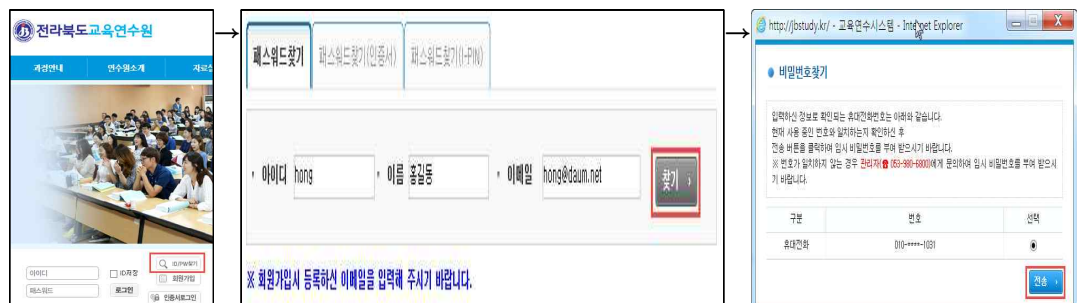 전라북도교육연수원
과정안내 연수원소개 자료실
아이디
ID저장
ID/PW찾기
패스워드
로그인
회원가입
인증서로그인
→
패스워드찾기 패스워드찾기(인증서) 패스워드찾기(I-PIN)
아이디 hong 이름 홍길동 이메일 hong@daum.net 찾기 ›
※ 회원가입시 등록하신 이메일을 입력해 주시기 바랍니다.
→
http://jbstudy.kr/ - 교육연수시스템 - Internet Explorer
비밀번호찾기
입력하신 정보로 확인되는 휴대전화번호는 아래와 같습니다.
현재 사용 중인 번호와 일치하는지 확인하신 후
전송 버튼을 클릭하여 임시 비밀번호를 부여 받으시기 바랍니다.
※ 번호가 일치하지 않는 경우 관리자(☎ 063-980-6800)에게 문의하여 임시 비밀번호를 부여 받으시
기 바랍니다.
구분 번호 선택
휴대전화 010-****-1031
전송 ›